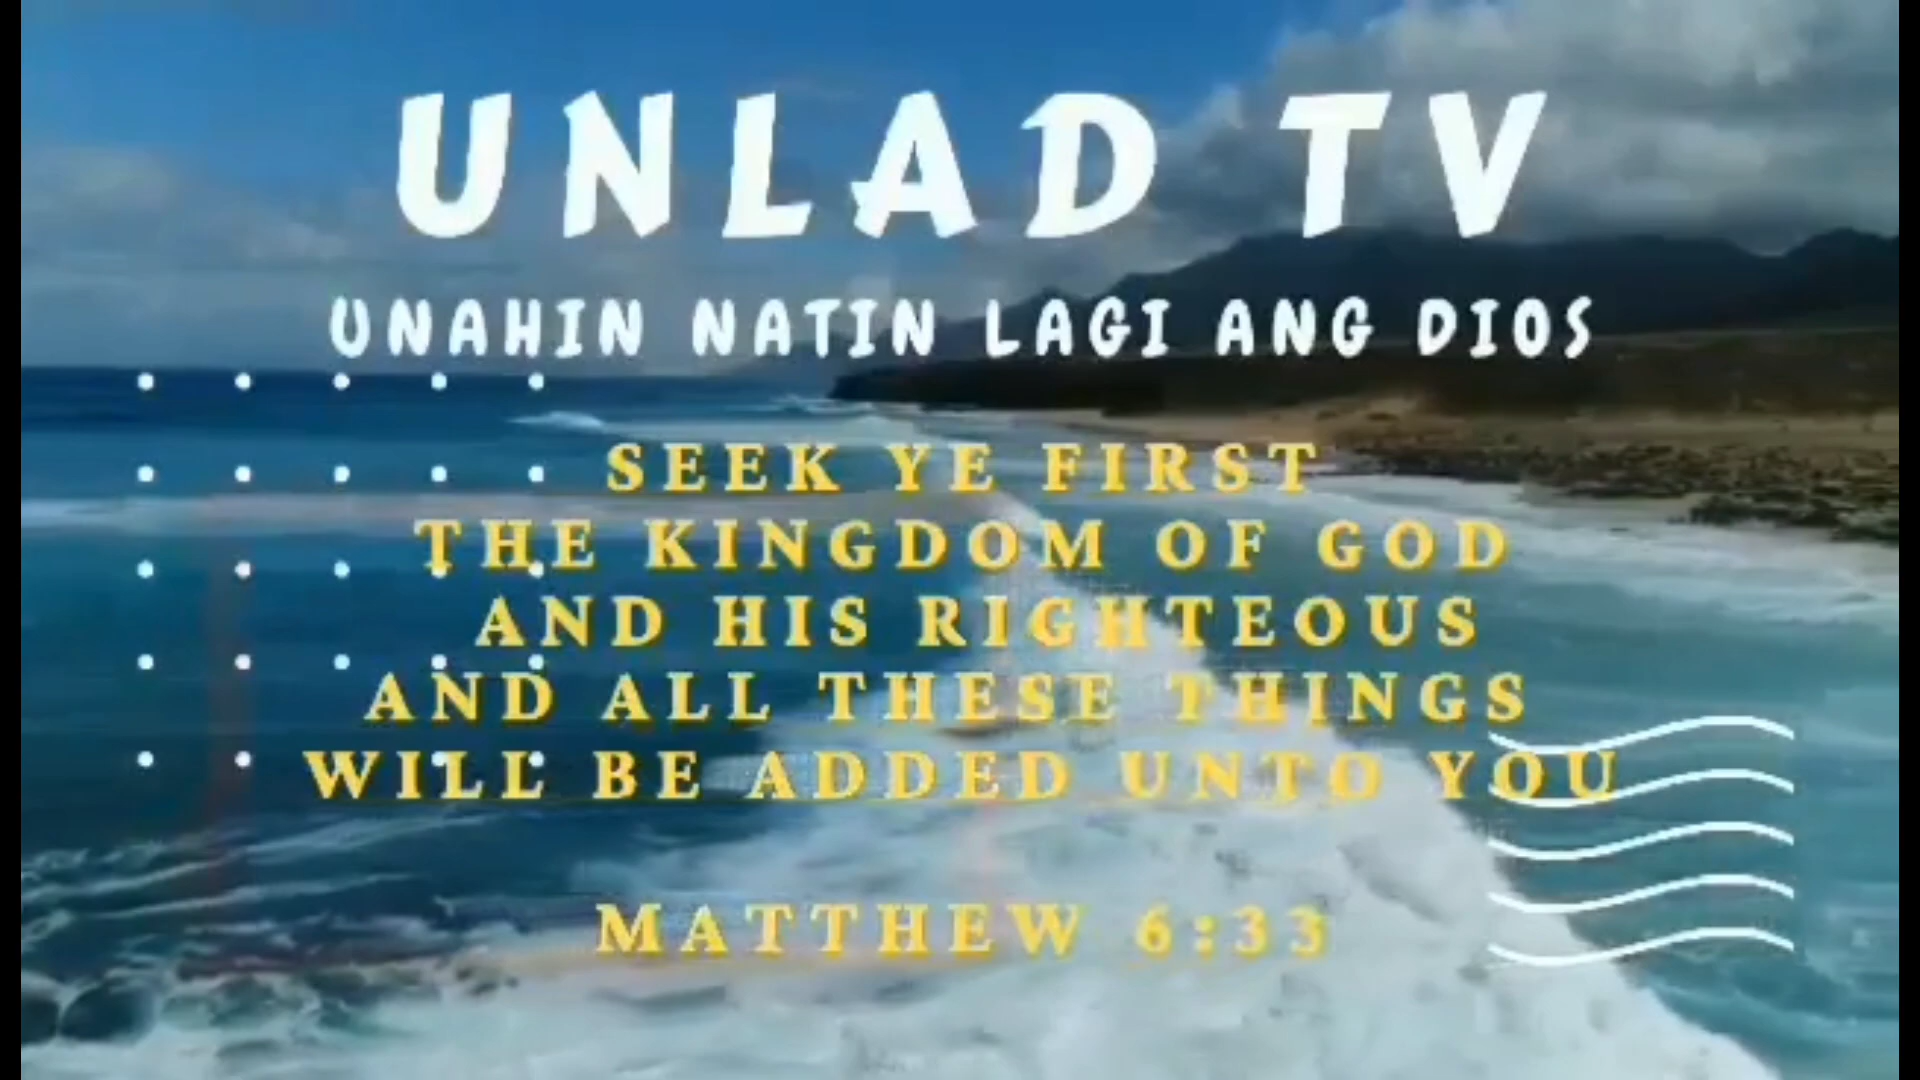 UNLAD TV
UNAHIN NATIN LAGI ANG DIOS
SEEK YE FIRST
THE KINGDOM OF GOD
AND HIS RIGHTEOUS
AND ALL THESE THINGS
WILL BE ADDED UNTO YOU
MATTHEW 6:33